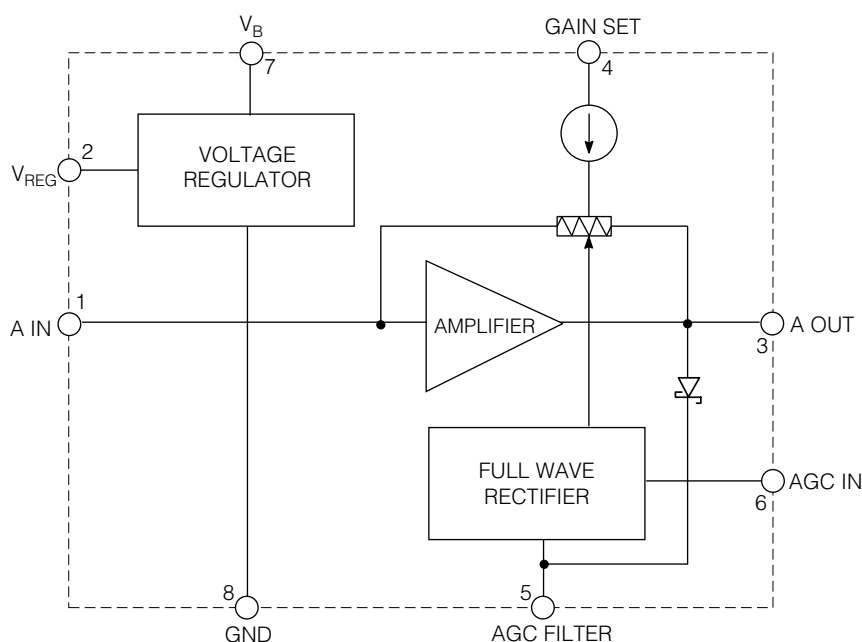 V_B
7
GAIN SET
4
2
V_REG
VOLTAGE
REGULATOR
1
A IN
AMPLIFIER
A OUT
3
FULL WAVE
RECTIFIER
AGC IN
6
8
GND
5
AGC FILTER